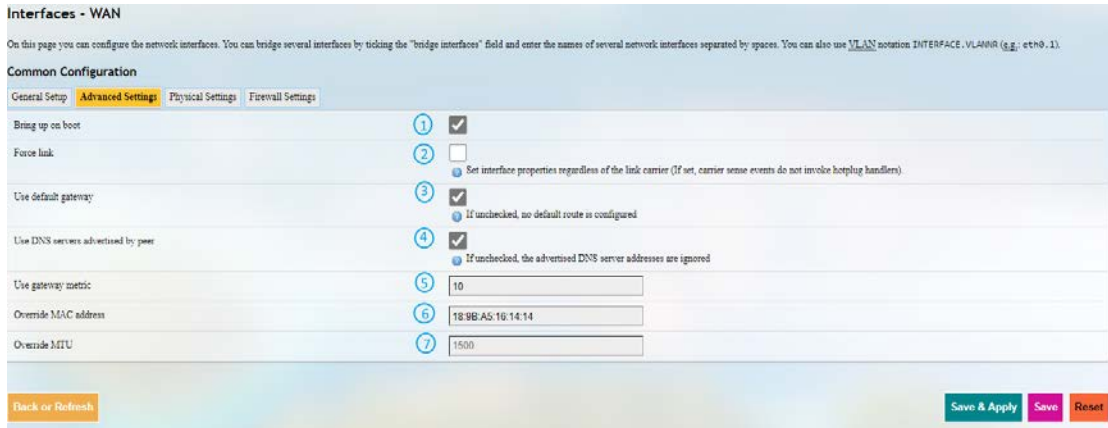 Interfaces - WAN
On this page you can configure the network interfaces. You can bridge several interfaces by ticking the "bridge interfaces" field and enter the names of several network interfaces separated by spaces. You can also use VLAN notation INTERFACE.VLANNR (e.g.: eth0.1).
Common Configuration
General Setup Advanced Settings Physical Settings Firewall Settings
Bring up on boot 1
Force link 2
Set interface properties regardless of the link carrier (If set, carrier sense events do not invoke hotplug handlers).
Use default gateway 3
If unchecked, no default route is configured
Use DNS servers advertised by peer 4
If unchecked, the advertised DNS server addresses are ignored
Use gateway metric 5 10
Override MAC address 6 18:9B:A5:16:14:14
Override MTU 7 1500
Back or Refresh Save & Apply Save Reset